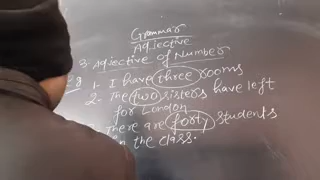 Grammar
Adjective
3. Adjective of Number
1. I have three rooms
2. The two sisters have left
for London
There are forty students
in the class.